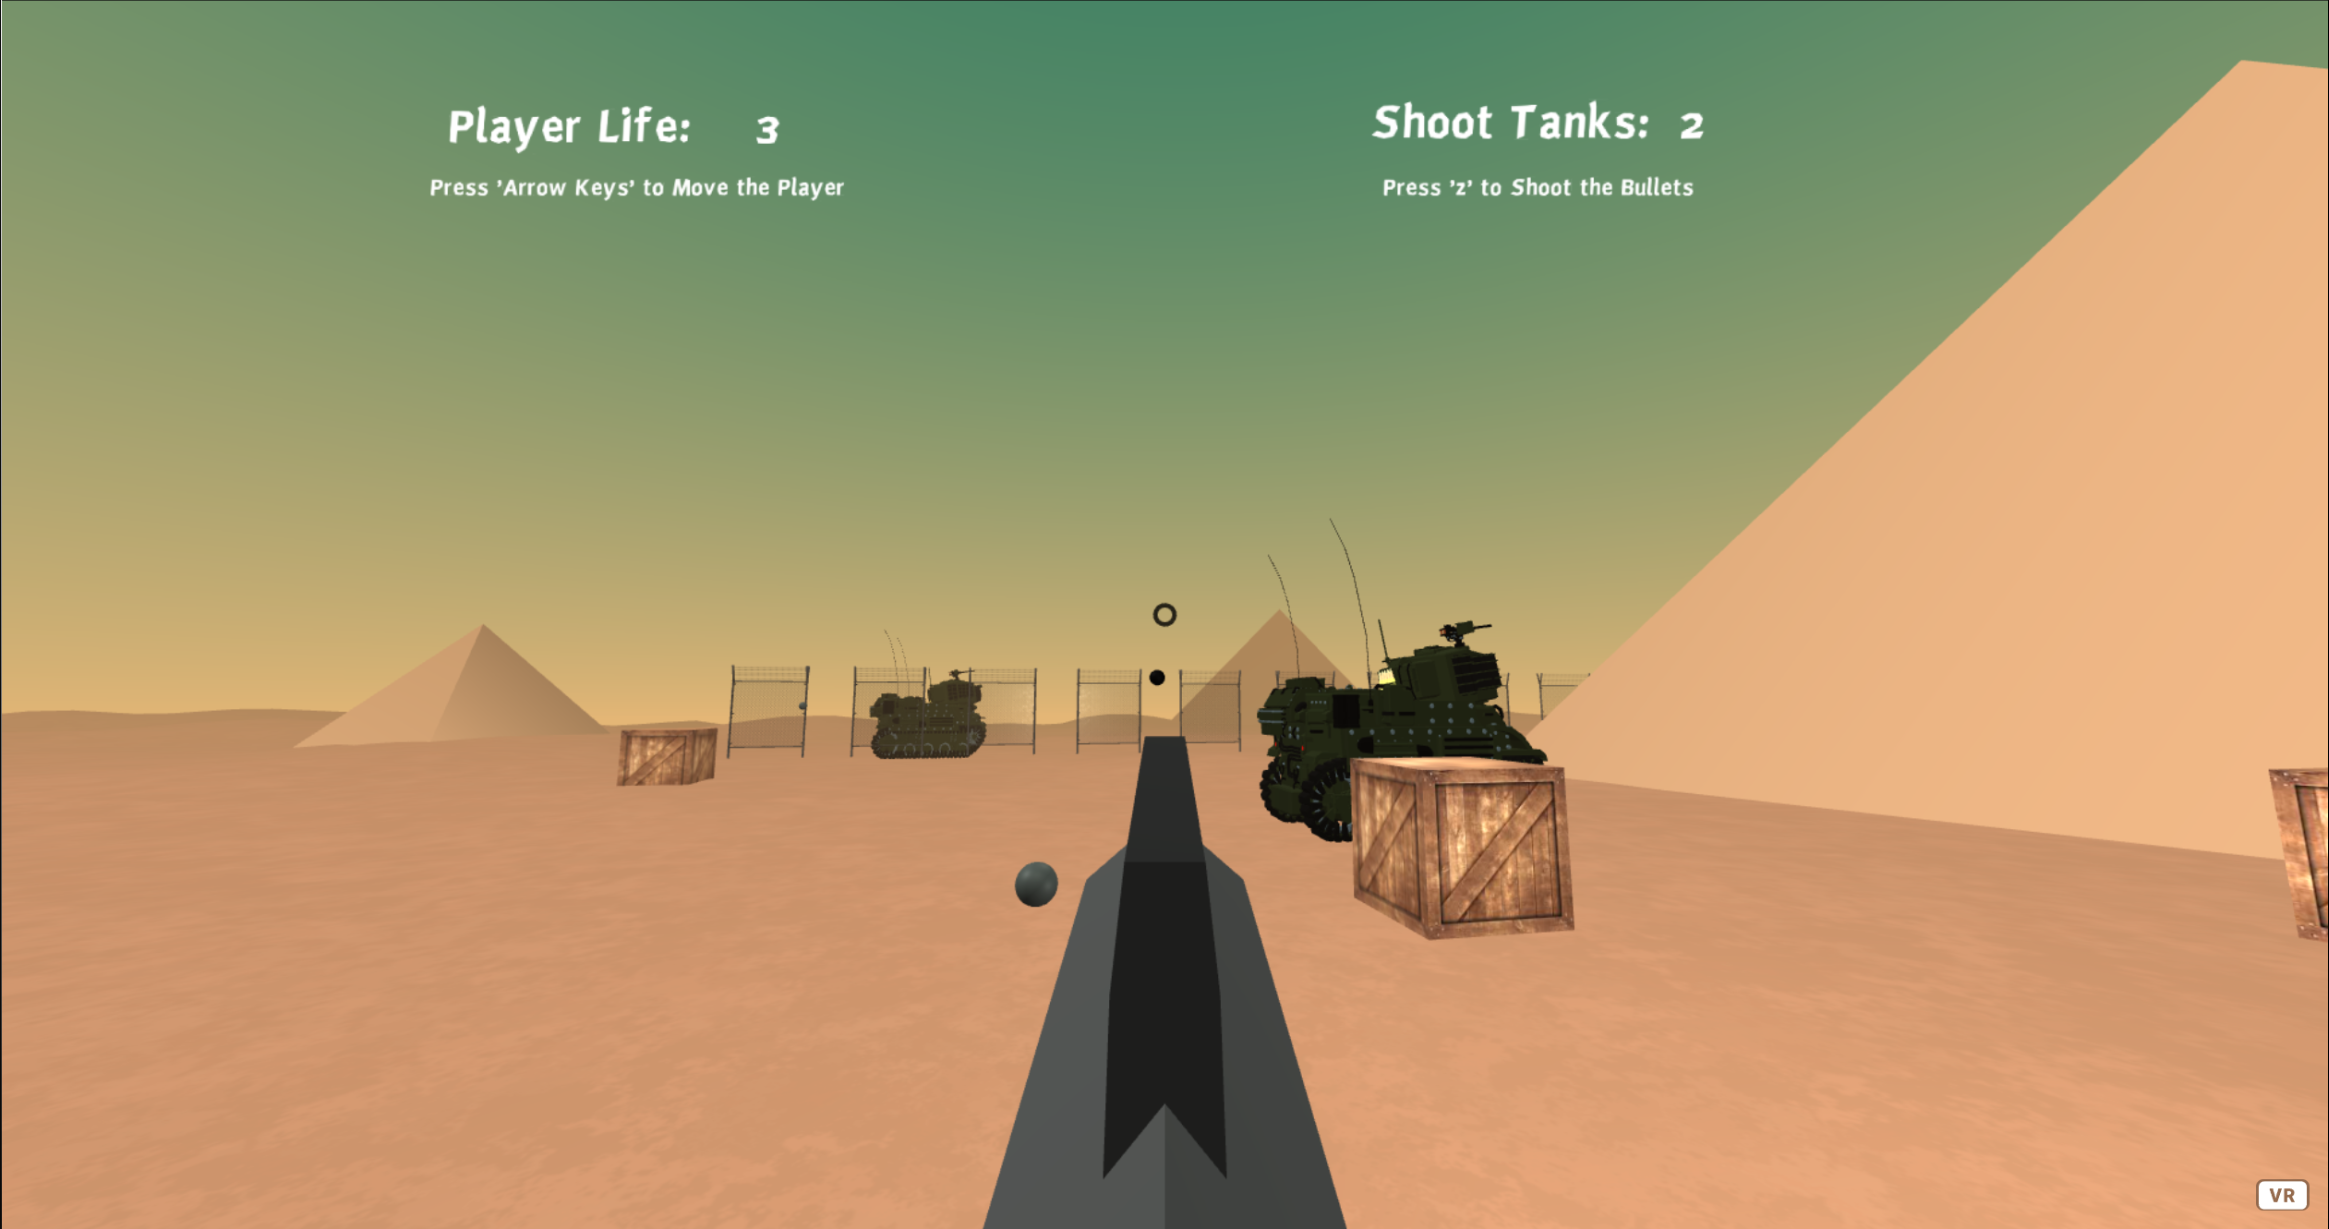 Player Life: 3
Shoot Tanks: 2
Press 'Arrow Keys' to Move the Player
Press 'z' to Shoot the Bullets
VR